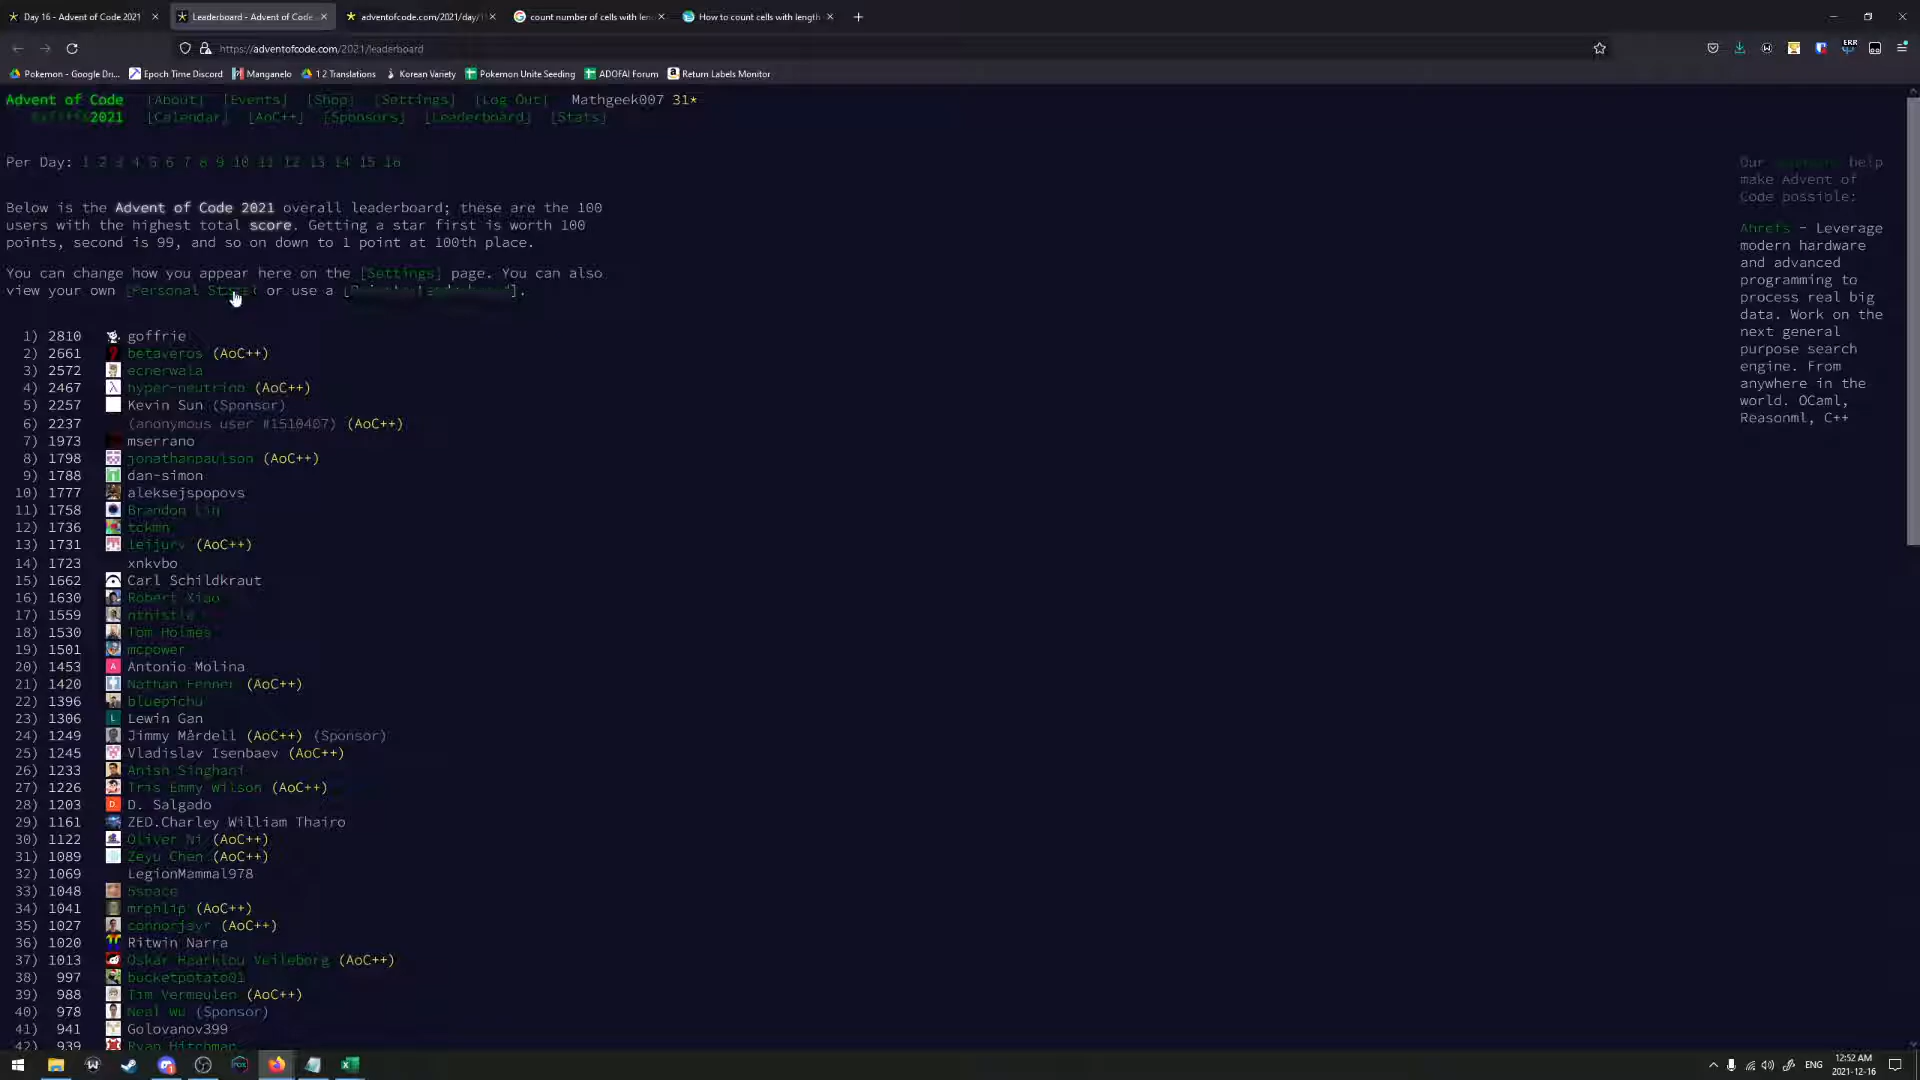 Day 16 - Advent of Code 2021
Leaderboard - Advent of Code
adventofcode.com/2021/day/1
count number of cells with len
How to count cells with length
https://adventofcode.com/2021/leaderboard
ERR
Pokemon - Google Dri...
Epoch Time Discord
Manganelo
1 2 Translations
Korean Variety
Pokemon Unite Seeding
ADOFAI Forum
Return Labels Monitor
Advent of Code [About] [Events] [Shop] [Settings] [Log Out] Mathgeek007 31*
2021 [Calendar] [AoC++] [Sponsors] [Leaderboard] [Stats]
Per Day: 1 2 3 4 5 6 7 8 9 10 11 12 13 14 15 16
Below is the Advent of Code 2021 overall leaderboard; these are the 100
users with the highest total score. Getting a star first is worth 100
points, second is 99, and so on down to 1 point at 100th place.
You can change how you appear here on the [Settings] page. You can also
view your own [Personal or use a [ ].
1) 2810 goffrie
2) 2661 betaveros (AoC++)
3) 2572 ecnerwala
4) 2467 hyper-neutrino (AoC++)
5) 2257 Kevin Sun (Sponsor)
6) 2237 (anonymous user #1510407) (AoC++)
7) 1973 mserrano
8) 1798 jonathanpaulson (AoC++)
9) 1788 dan-simon
10) 1777 aleksejspopovs
11) 1758 Brandon Lin
12) 1736 tckmn
13) 1731 leijurv (AoC++)
14) 1723 xnkvbo
15) 1662 Carl Schildkraut
16) 1630 Robert Xiao
17) 1559 nthistle
18) 1530 Tom Holmes
19) 1501 mcpower
20) 1453 Antonio Molina
21) 1420 Nathan Fenner (AoC++)
22) 1396 bluepichu
23) 1306 Lewin Gan
24) 1249 Jimmy Mårdell (AoC++) (Sponsor)
25) 1245 Vladislav Isenbaev (AoC++)
26) 1233 Anish Singhani
27) 1226 Tris Emmy Wilson (AoC++)
28) 1203 D. Salgado
29) 1161 ZED.Charley William Thairo
30) 1122 Oliver Ni (AoC++)
31) 1089 Zeyu Chen (AoC++)
32) 1069 LegionMammal978
33) 1048 5space
34) 1041 mrphlip (AoC++)
35) 1027 connorjayr (AoC++)
36) 1020 Ritwin Narra
37) 1013 Oskar Haarklou Veileborg (AoC++)
38) 997 bucketpotato01
39) 988 Tim Vermeulen (AoC++)
40) 978 Neal Wu (Sponsor)
41) 941 Golovanov399
42) 939 Ryan Hitchman
Our sponsors help
make Advent of
Code possible:
Ahrefs - Leverage
modern hardware
and advanced
programming to
process real big
data. Work on the
next general
purpose search
engine. From
anywhere in the
world. OCaml,
Reasonml, C++
ENG
12:52 AM
2021-12-16